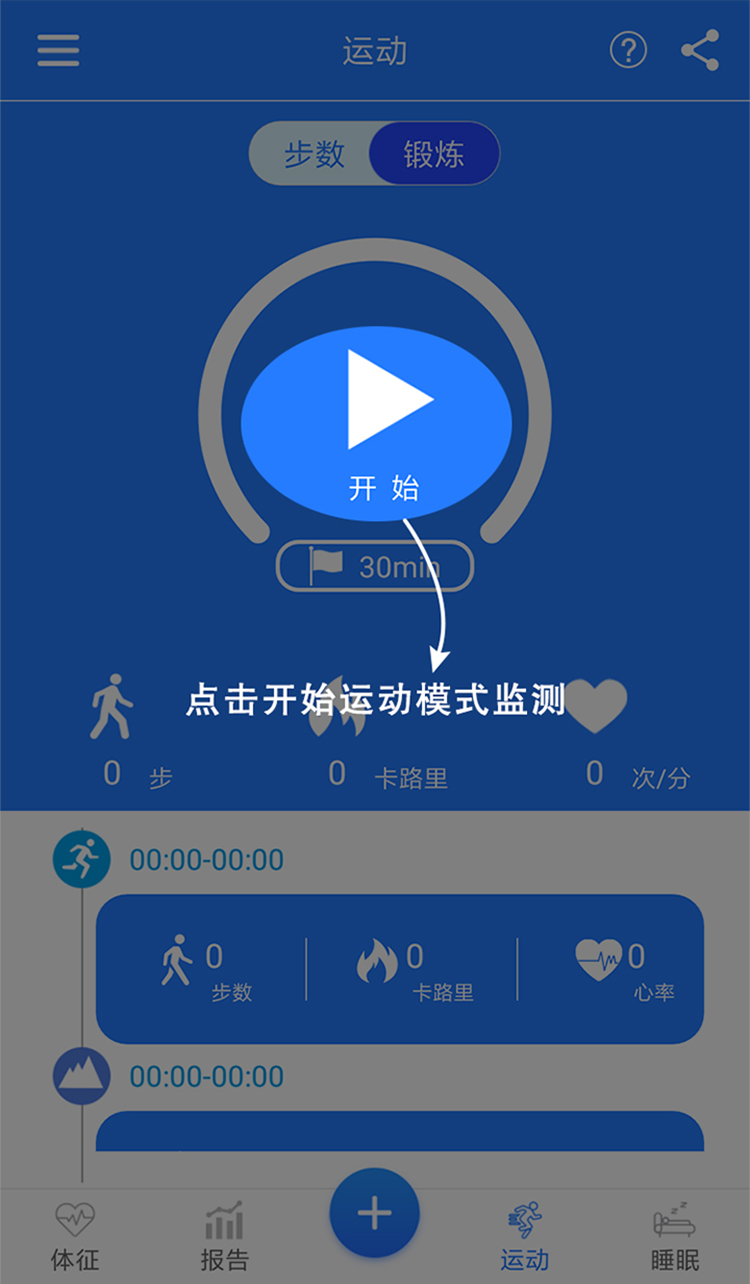 运动
步数 锻炼
开 始
30min
点击开始运动模式监测
0 步 0 卡路里 0 次/分
00:00-00:00
0 0 0
步数 卡路里 心率
00:00-00:00
体征 报告 运动 睡眠